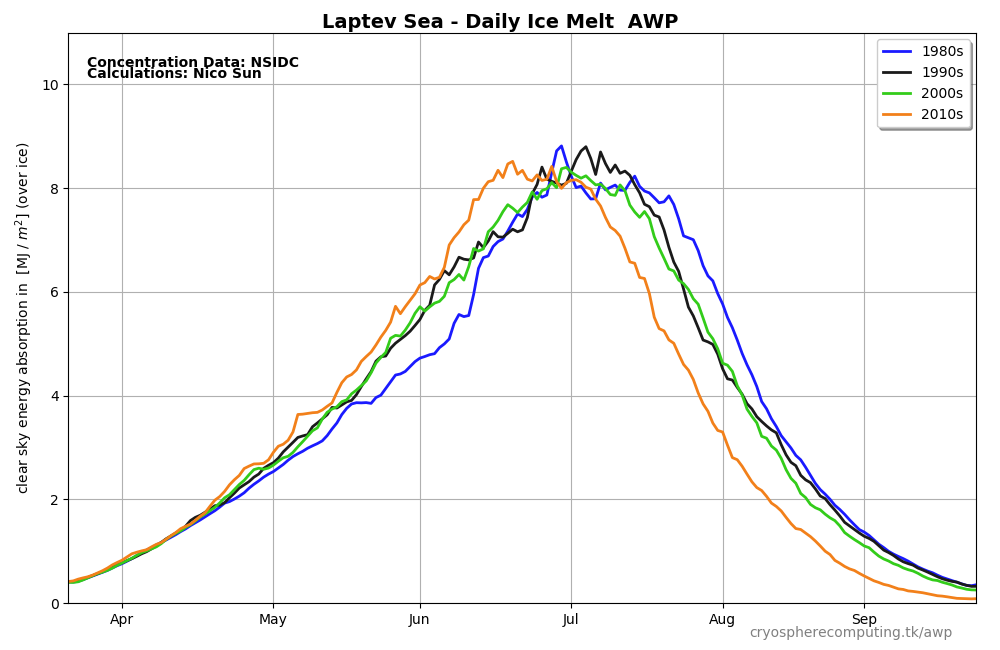 Laptev Sea - Daily Ice Melt  AWP
Concentration Data: NSIDC
Calculations: Nico Sun
1980s
1990s
2000s
2010s
clear sky energy absorption in [MJ / m²] (over ice)
10
8
6
4
2
0
Apr May Jun Jul Aug Sep
cryospherecomputing.tk/awp